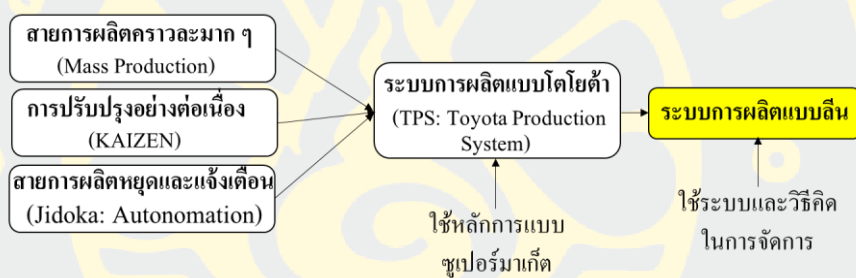 สายการผลิตคราวละมาก ๆ
(Mass Production)
การปรับปรุงอย่างต่อเนื่อง
(KAIZEN)
สายการผลิตหยุดและแจ้งเตือน
(Jidoka: Autonomation)
ระบบการผลิตแบบโตโยต้า
(TPS: Toyota Production
System)
ใช้หลักการแบบ
ซูเปอร์มาเก็ต
ระบบการผลิตแบบลีน
ใช้ระบบและวิธีคิด
ในการจัดการ